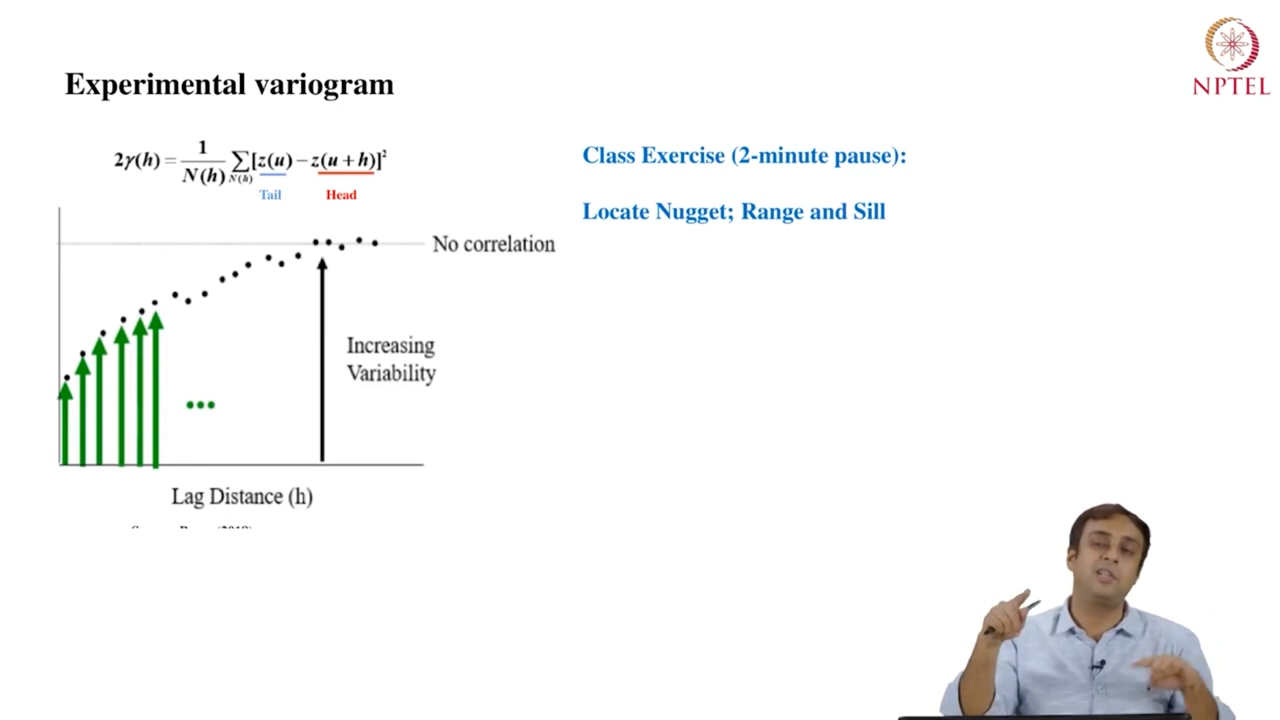 NPTEL
Experimental variogram
2γ(h) = 1/N(h) ∑N(h) [z(u) − z(u + h)]²
Tail
Head
Class Exercise (2-minute pause):
Locate Nugget; Range and Sill
No correlation
Increasing
Variability
Lag Distance (h)